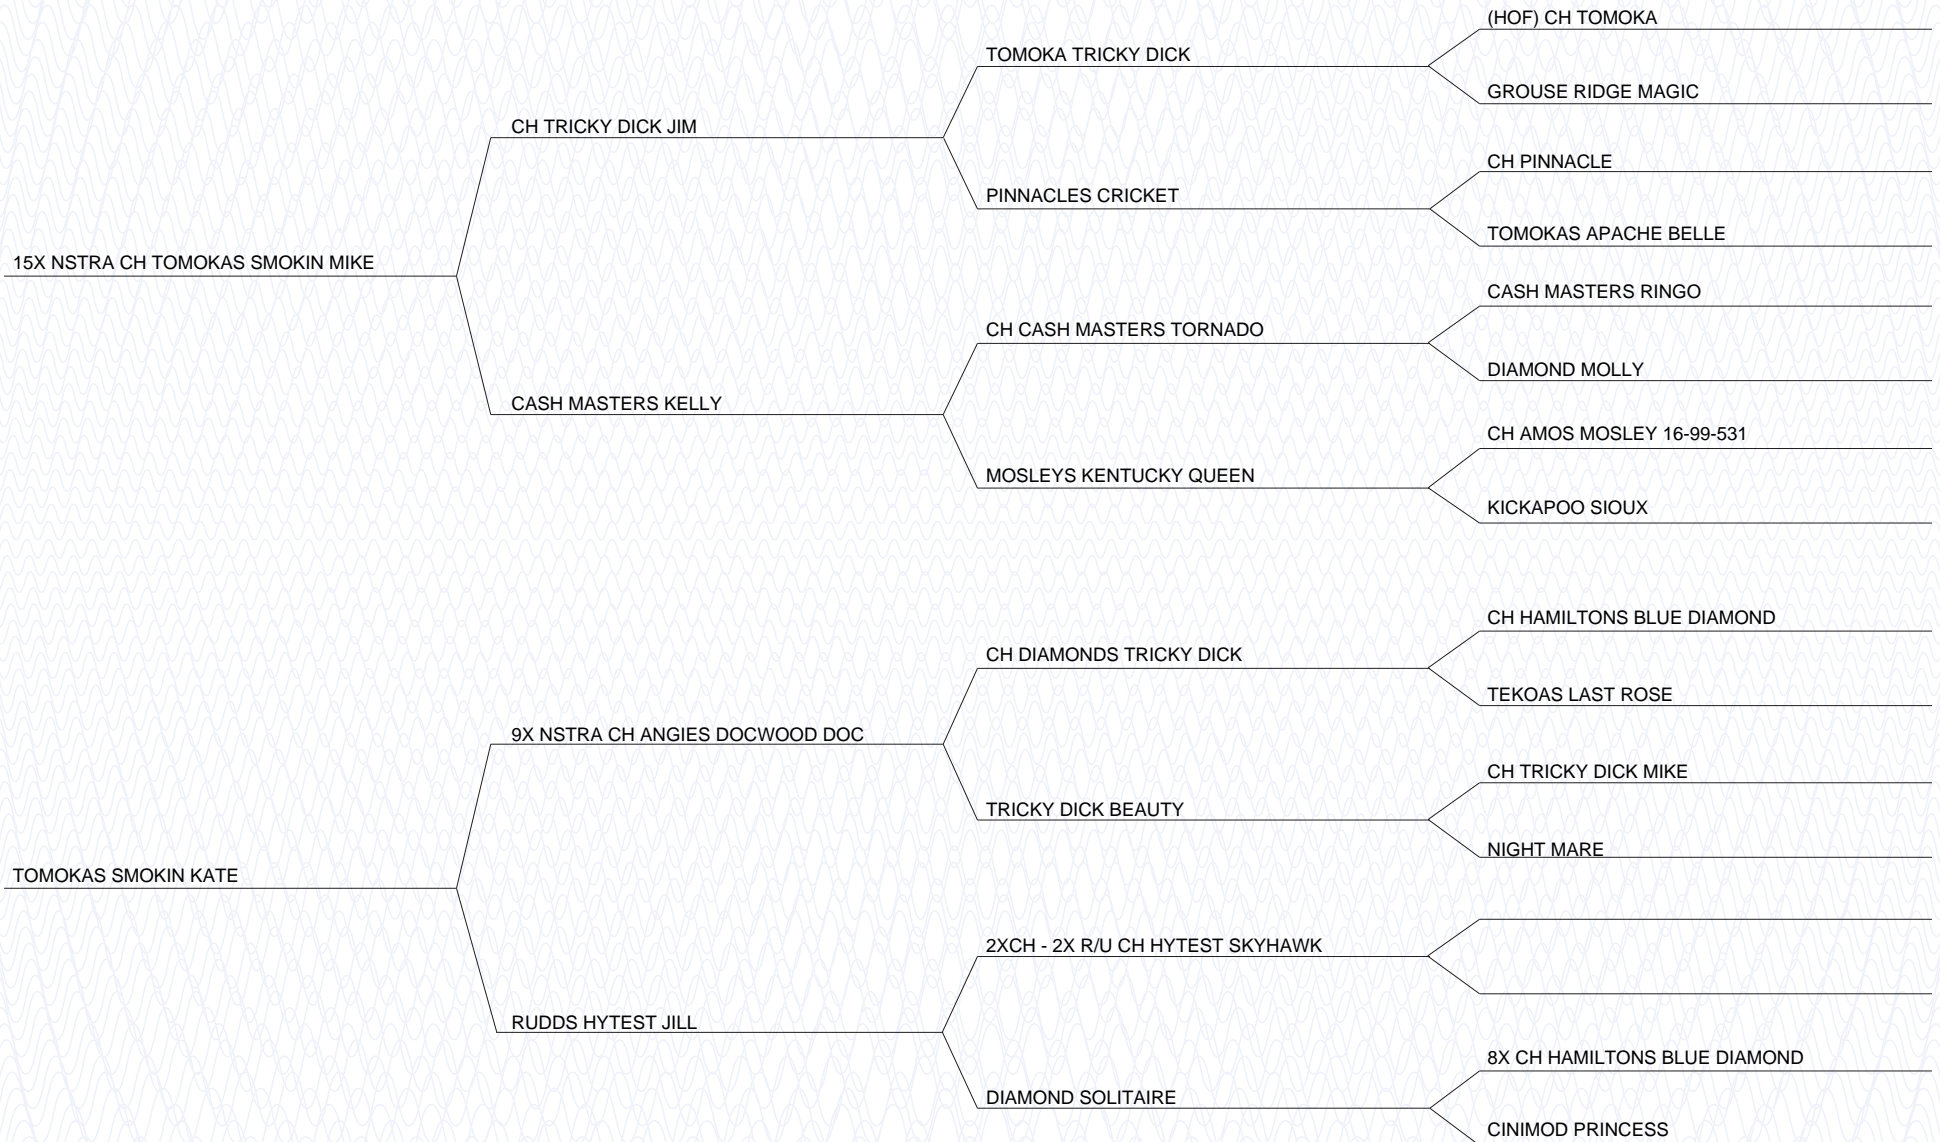 (HOF) CH TOMOKA
TOMOKA TRICKY DICK
GROUSE RIDGE MAGIC
CH TRICKY DICK JIM
CH PINNACLE
PINNACLES CRICKET
TOMOKAS APACHE BELLE
15X NSTRA CH TOMOKAS SMOKIN MIKE
CASH MASTERS RINGO
CH CASH MASTERS TORNADO
DIAMOND MOLLY
CASH MASTERS KELLY
CH AMOS MOSLEY 16-99-531
MOSLEYS KENTUCKY QUEEN
KICKAPOO SIOUX
CH HAMILTONS BLUE DIAMOND
CH DIAMONDS TRICKY DICK
TEKOAS LAST ROSE
9X NSTRA CH ANGIES DOCWOOD DOC
CH TRICKY DICK MIKE
TRICKY DICK BEAUTY
NIGHT MARE
TOMOKAS SMOKIN KATE
2XCH - 2X R/U CH HYTEST SKYHAWK
RUDDS HYTEST JILL
8X CH HAMILTONS BLUE DIAMOND
DIAMOND SOLITAIRE
CINIMOD PRINCESS